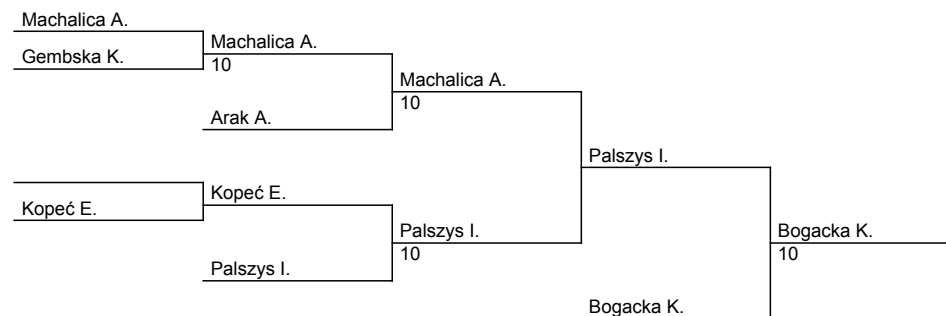 Machalica A.
Gembska K.
Machalica A.
10
Arak A.
Machalica A.
10
Kopeć E.
Kopeć E.
Palszys I.
Palszys I.
10
Palszys I.
Bogacka K.
Bogacka K.
10